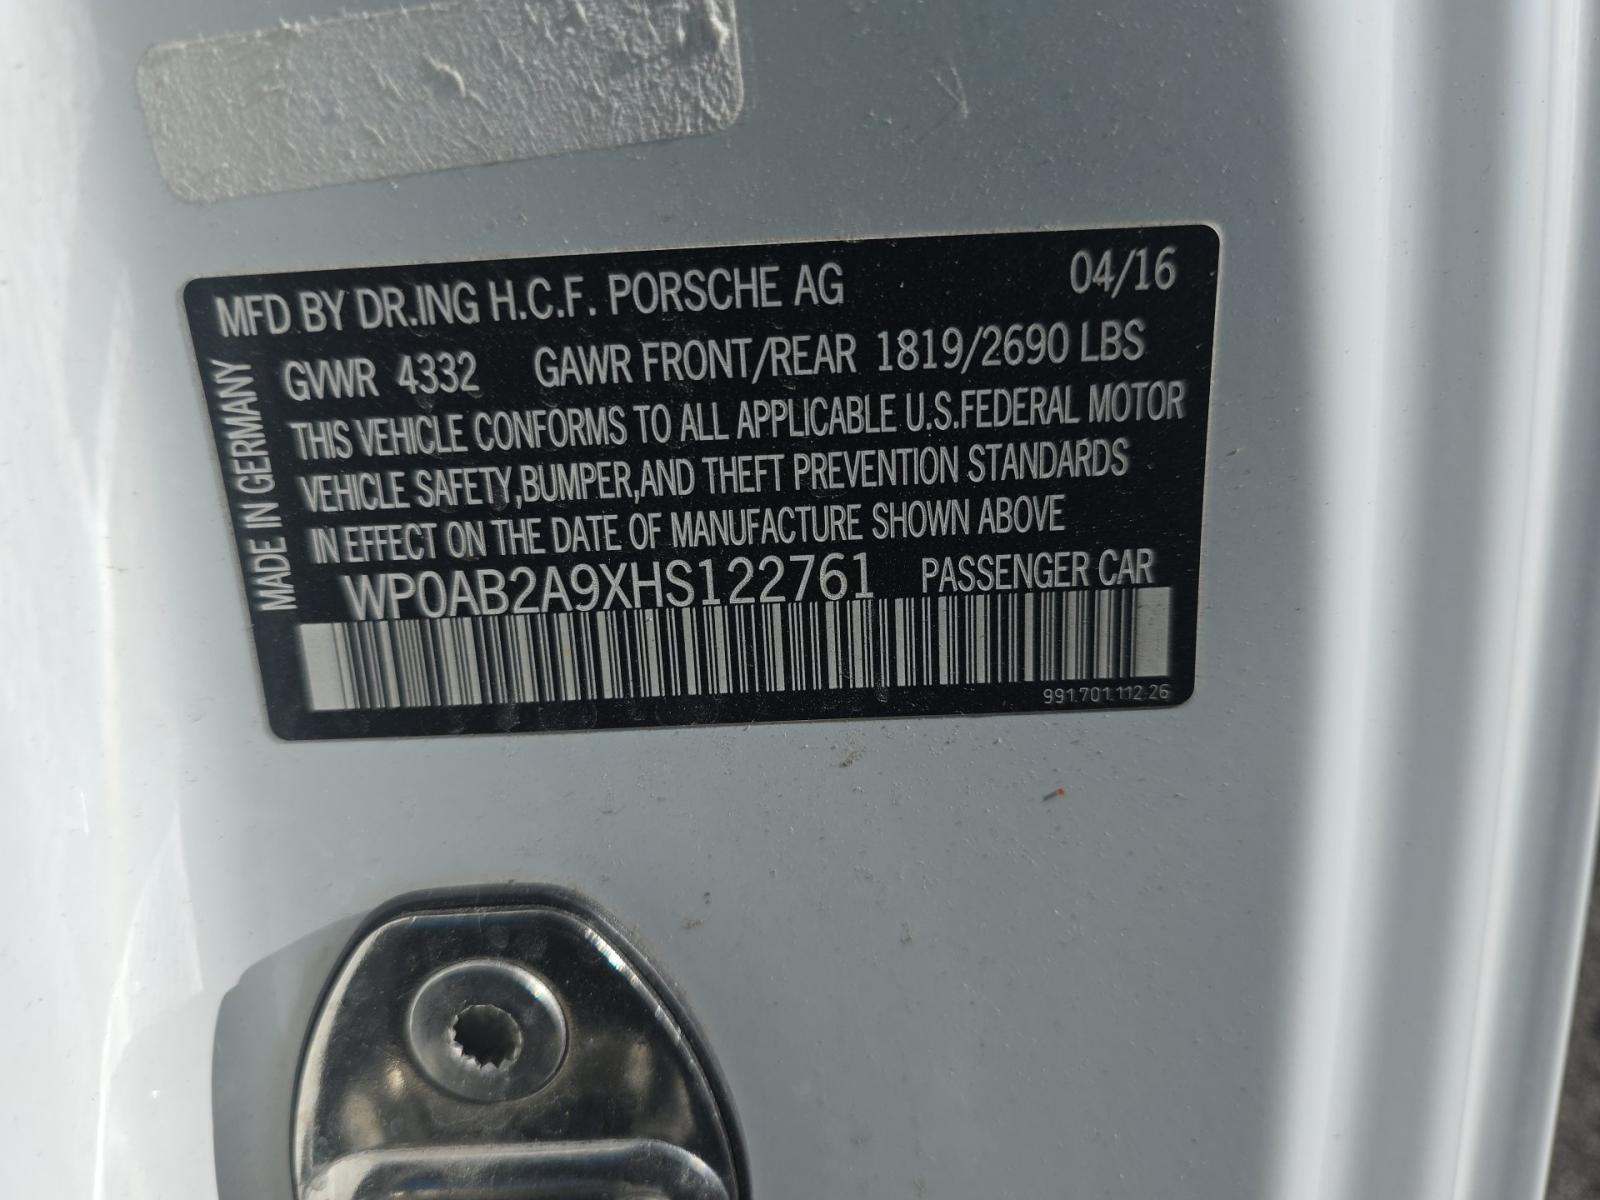 MFD BY DR.ING H.C.F. PORSCHE AG 04/16
GVWR 4332 GAWR FRONT/REAR 1819/2690 LBS
THIS VEHICLE CONFORMS TO ALL APPLICABLE U.S.FEDERAL MOTOR
VEHICLE SAFETY,BUMPER,AND THEFT PREVENTION STANDARDS
IN EFFECT ON THE DATE OF MANUFACTURE SHOWN ABOVE
WP0AB2A9XHS122761 PASSENGER CAR
991.701.112.26
MADE IN GERMANY